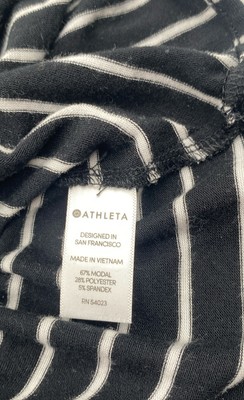 ATHLETA
DESIGNED IN
SAN FRANCISCO
MADE IN VIETNAM
67% MODAL
28% POLYESTER
5% SPANDEX
RN 54023